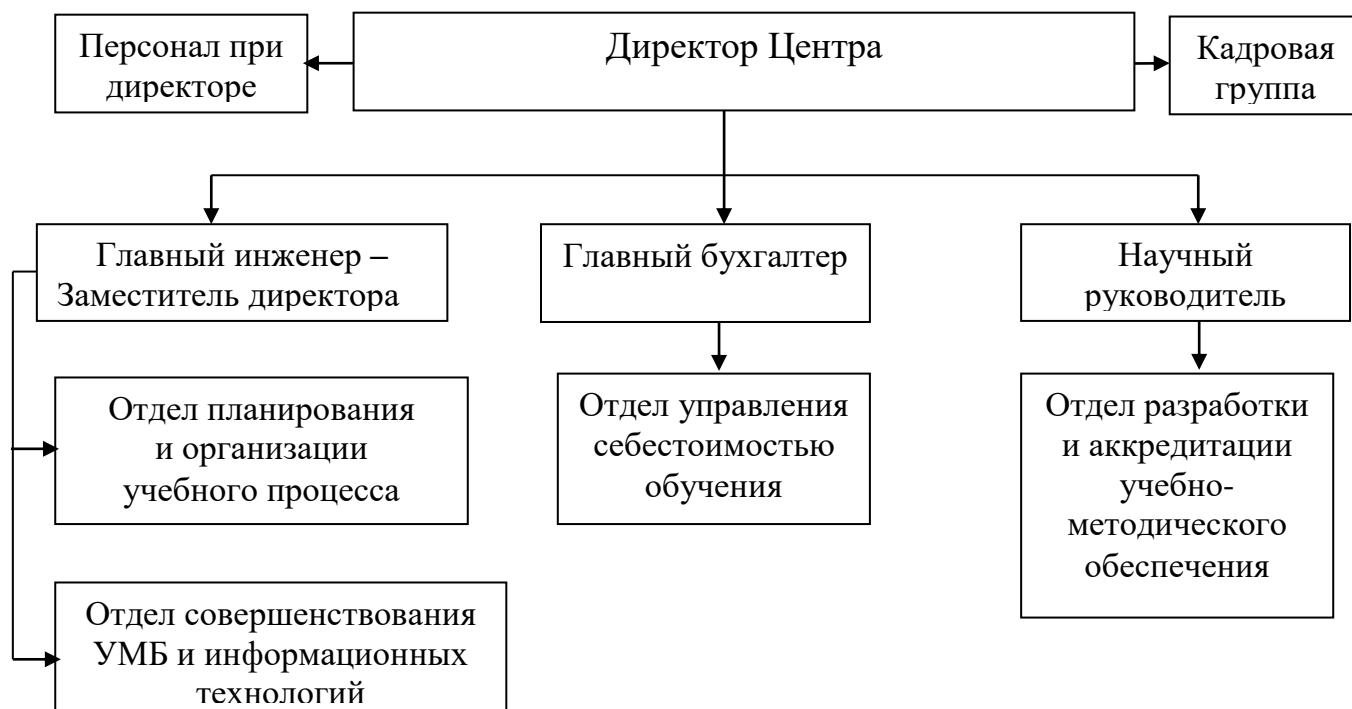 Персонал при
директоре
Директор Центра
Кадровая
группа
Главный инженер –
Заместитель директора
Главный бухгалтер
Научный
руководитель
Отдел планирования
и организации
учебного процесса
Отдел управления
себестоимостью
обучения
Отдел разработки
и аккредитации
учебно-
методического
обеспечения
Отдел совершенствования
УМБ и информационных
технологий